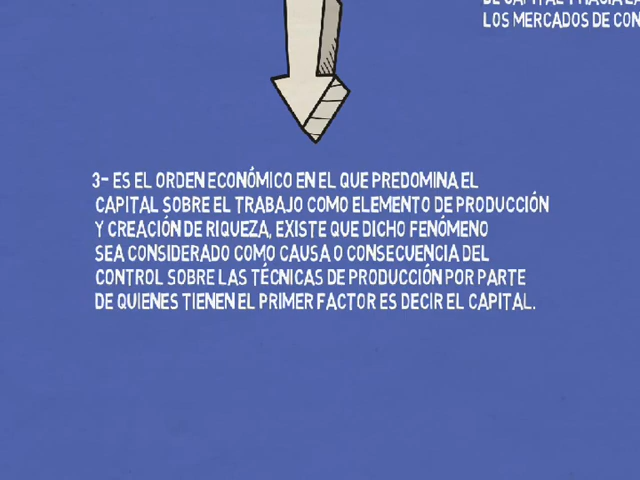 LOS MERCADOS DE CON
3- ES EL ORDEN ECONÓMICO EN EL QUE PREDOMINA EL
CAPITAL SOBRE EL TRABAJO COMO ELEMENTO DE PRODUCCIÓN
Y CREACIÓN DE RIQUEZA, EXISTE QUE DICHO FENÓMENO
SEA CONSIDERADO COMO CAUSA O CONSECUENCIA DEL
CONTROL SOBRE LAS TÉCNICAS DE PRODUCCIÓN POR PARTE
DE QUIENES TIENEN EL PRIMER FACTOR ES DECIR EL CAPITAL.